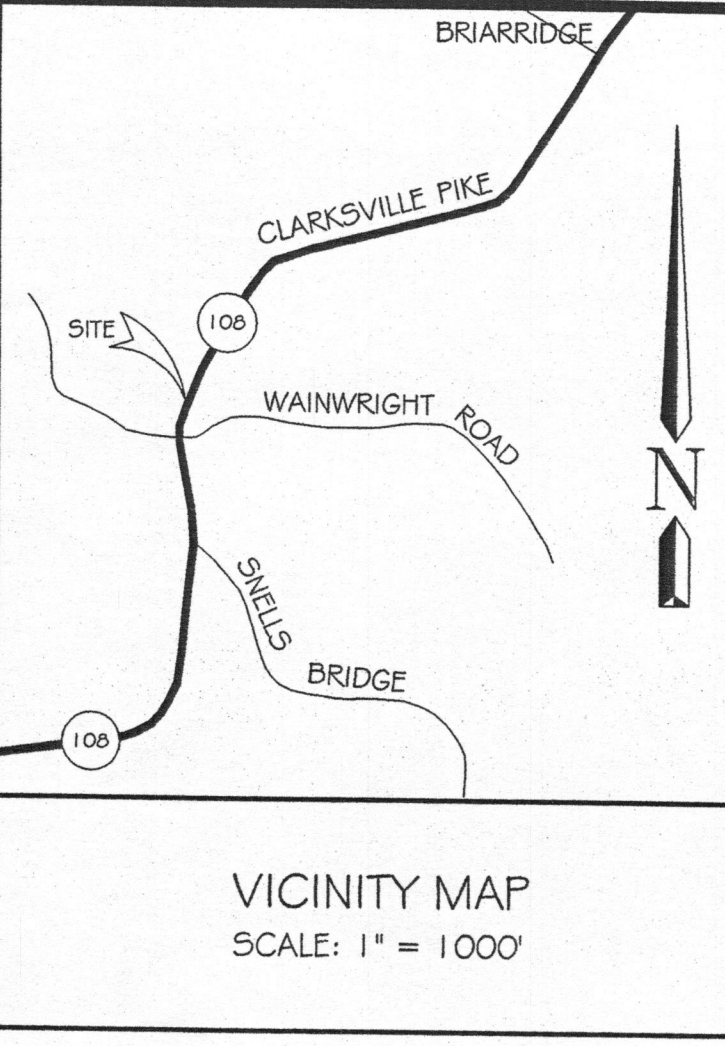 BRIARRIDGE
CLARKSVILLE PIKE
108
SITE
WAINWRIGHT ROAD
N
SNELLS BRIDGE
108
VICINITY MAP
SCALE: 1" = 1000'